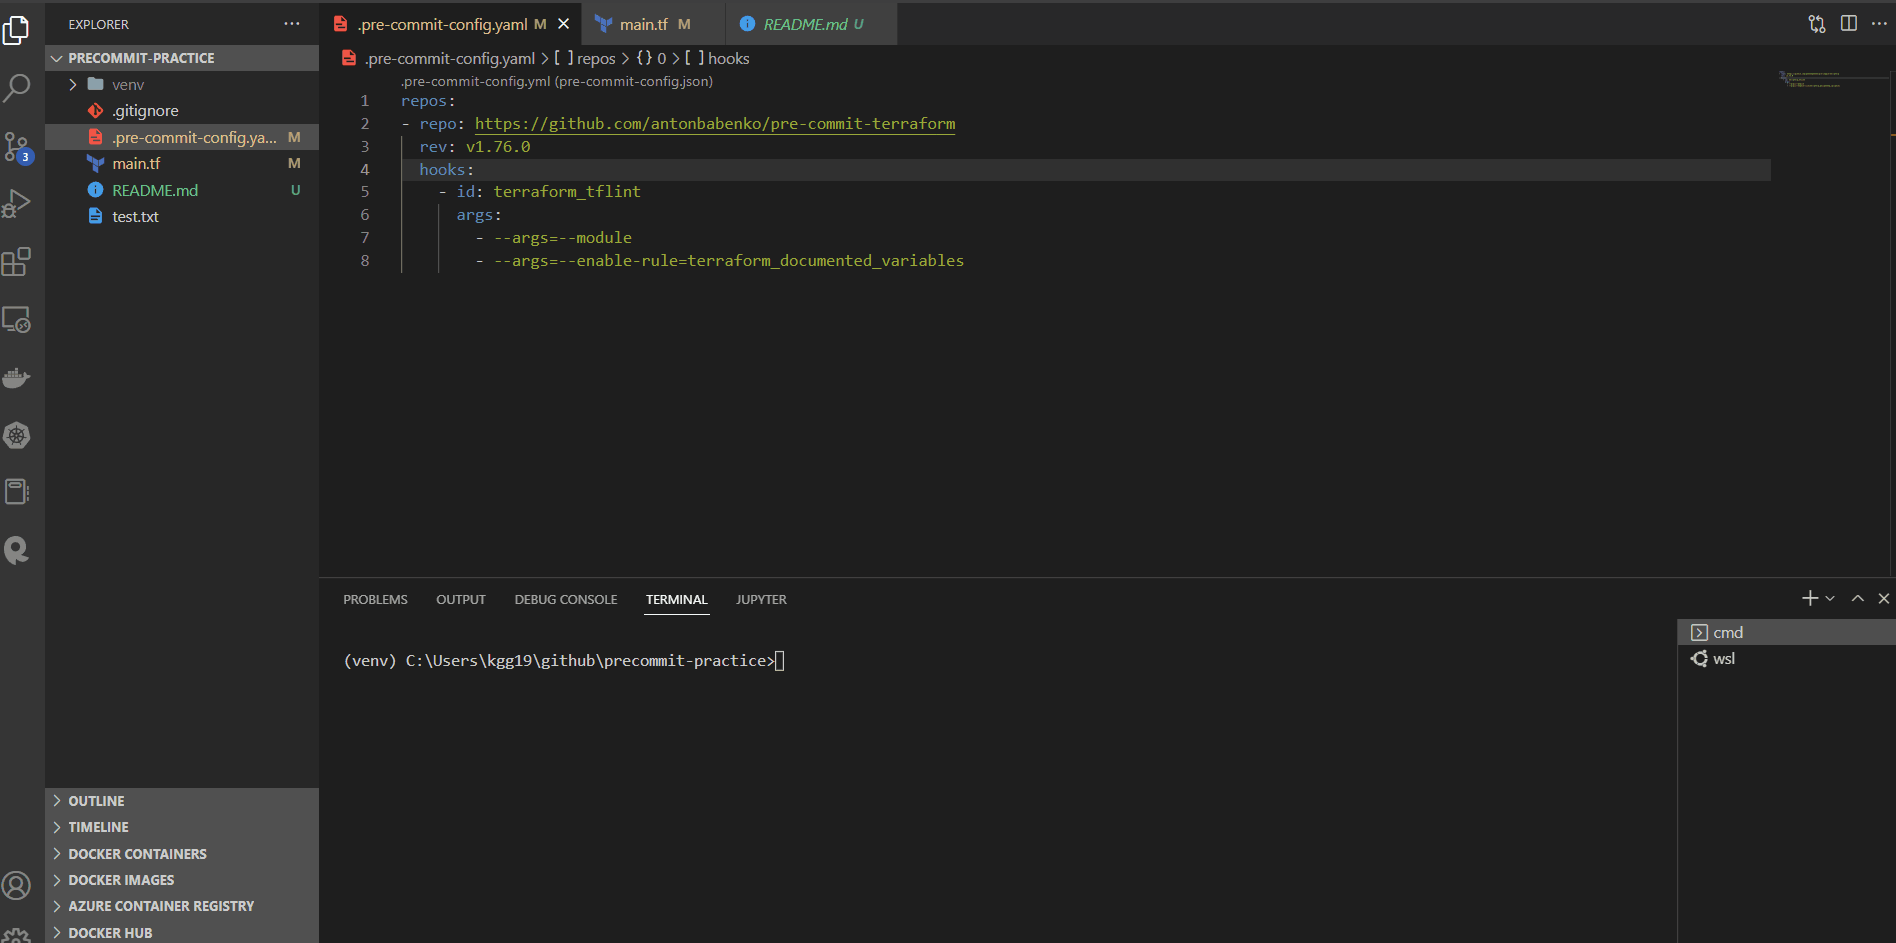 EXPLORER
PRECOMMIT-PRACTICE
venv
.gitignore
.pre-commit-config.ya... M
main.tf M
README.md U
test.txt
3
OUTLINE
TIMELINE
DOCKER CONTAINERS
DOCKER IMAGES
AZURE CONTAINER REGISTRY
DOCKER HUB
.pre-commit-config.yaml M
main.tf M
README.md U
.pre-commit-config.yaml > [ ] repos > {} 0 > [ ] hooks
.pre-commit-config.yml (pre-commit-config.json)
1 repos:
2 - repo: https://github.com/antonbabenko/pre-commit-terraform
3 rev: v1.76.0
4 hooks:
5 - id: terraform_tflint
6 args:
7 - --args=--module
8 - --args=--enable-rule=terraform_documented_variables
PROBLEMS OUTPUT DEBUG CONSOLE TERMINAL JUPYTER
(venv) C:\Users\kgg19\github\precommit-practice>
cmd
wsl